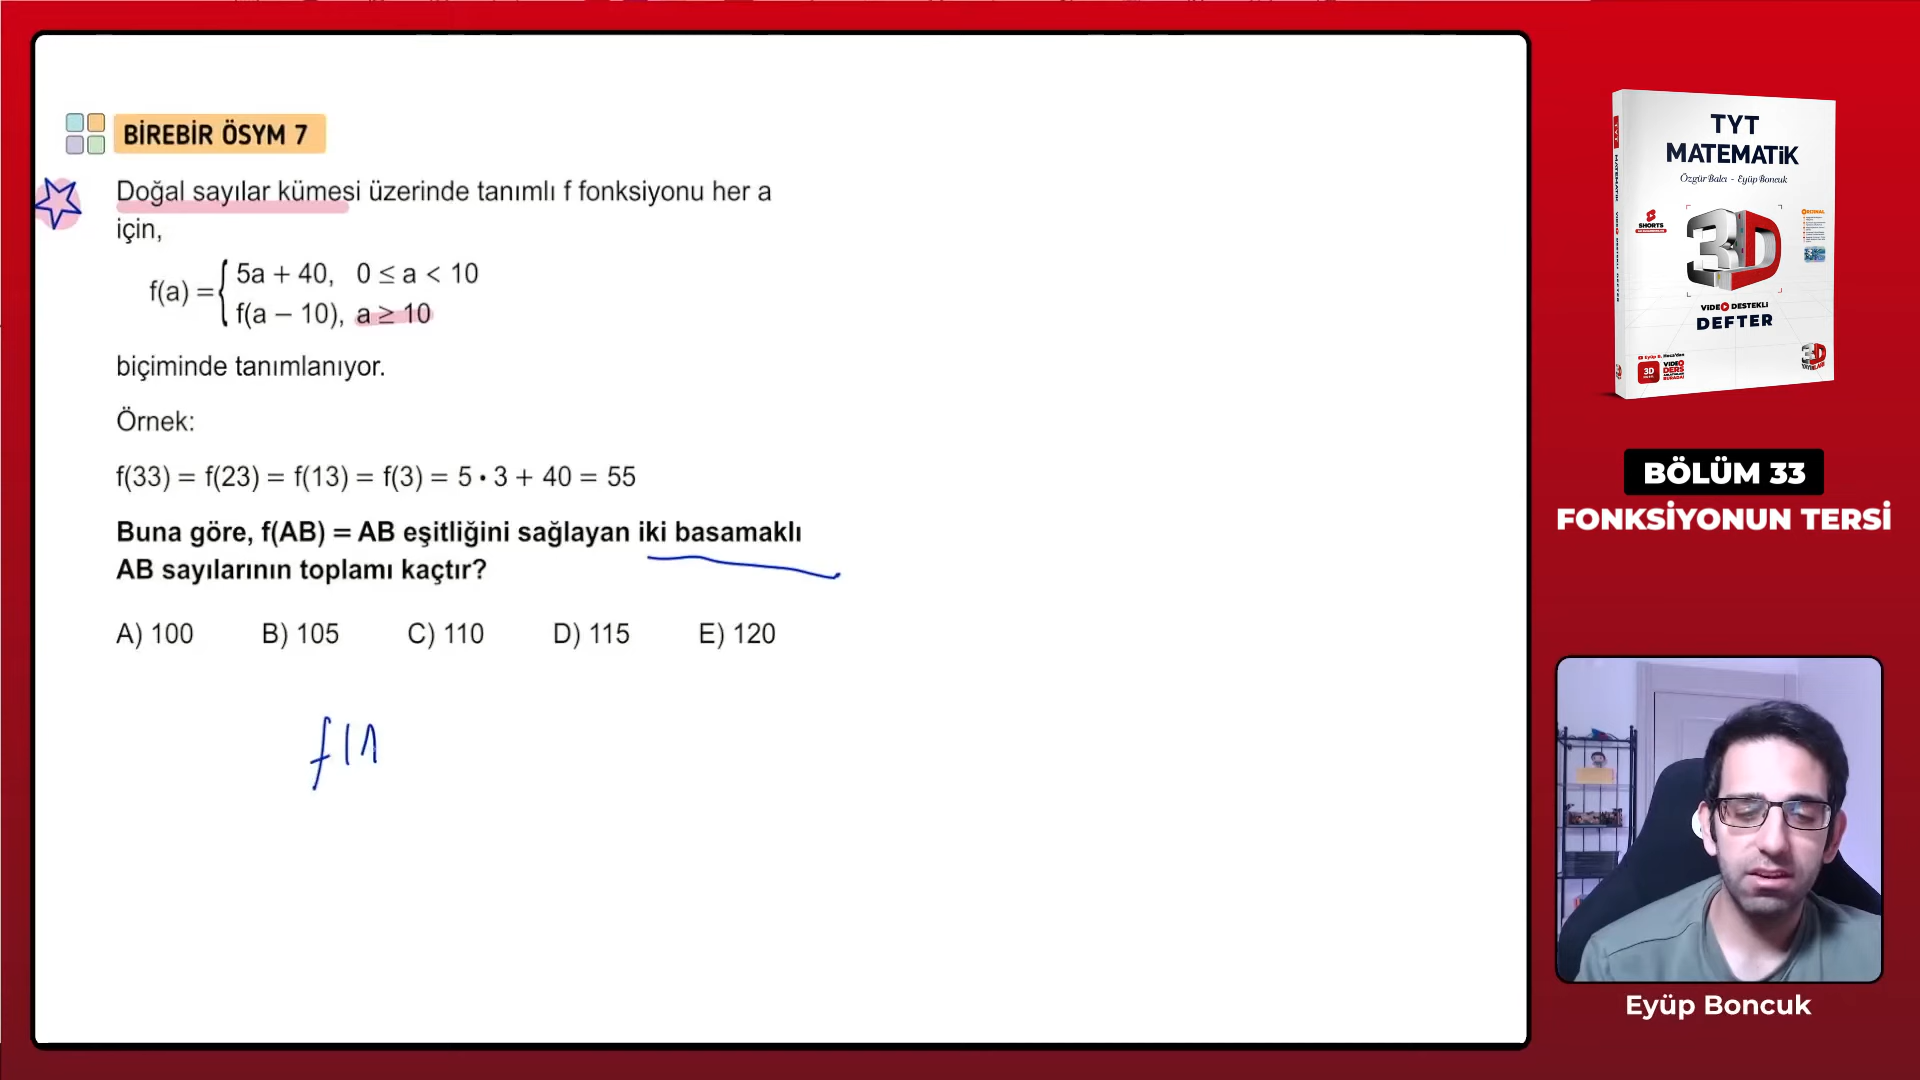 BİREBİR ÖSYM 7
Doğal sayılar kümesi üzerinde tanımlı f fonksiyonu her a
için,
f(a) = { 5a + 40, 0 ≤ a < 10
f(a − 10), a ≥ 10
biçiminde tanımlanıyor.
Örnek:
f(33) = f(23) = f(13) = f(3) = 5 • 3 + 40 = 55
Buna göre, f(AB) = AB eşitliğini sağlayan iki basamaklı
AB sayılarının toplamı kaçtır?
A) 100 B) 105 C) 110 D) 115 E) 120
TYT
MATEMATİK
Özgür Balcı - Eyüp Boncuk
SHORTS
3D
VİDEO DESTEKLİ
DEFTER
BÖLÜM 33
FONKSİYONUN TERSİ
Eyüp Boncuk